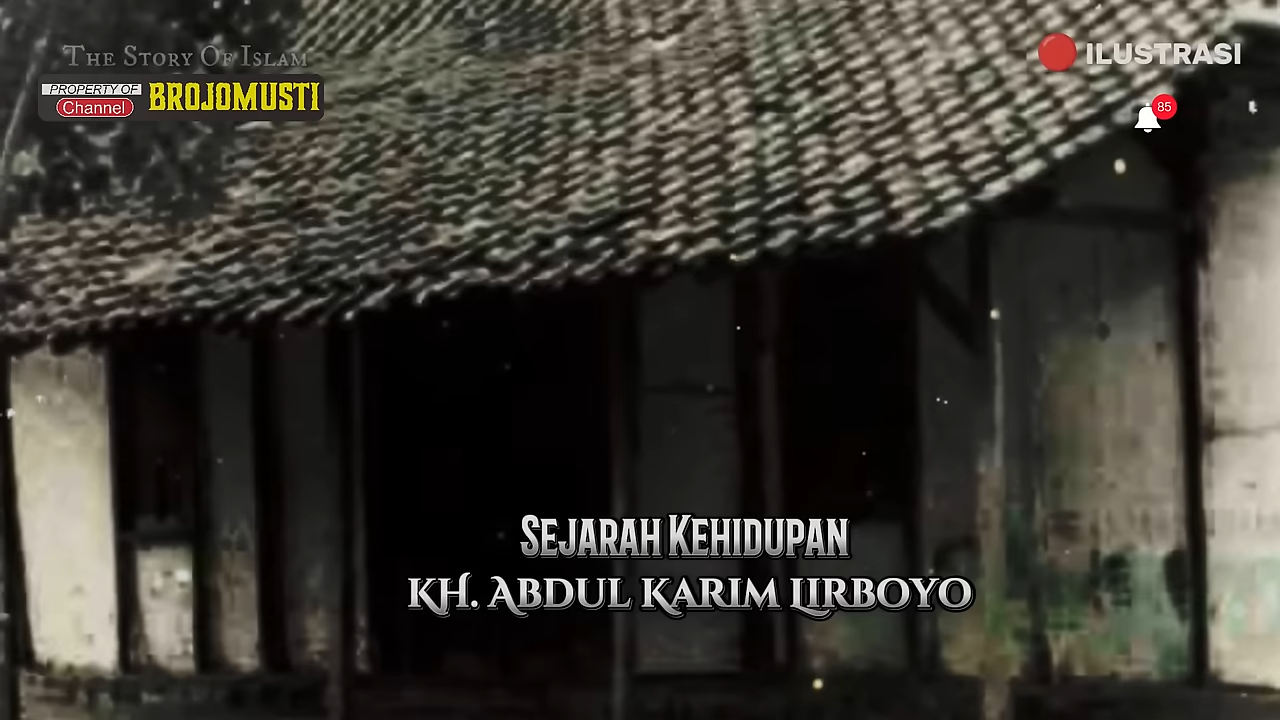 The Story Of Islam
PROPERTY OF
Channel
BROJOMUSTI
ILUSTRASI
85
SEJARAH KEHIDUPAN
KH. ABDUL KARIM LIRBOYO